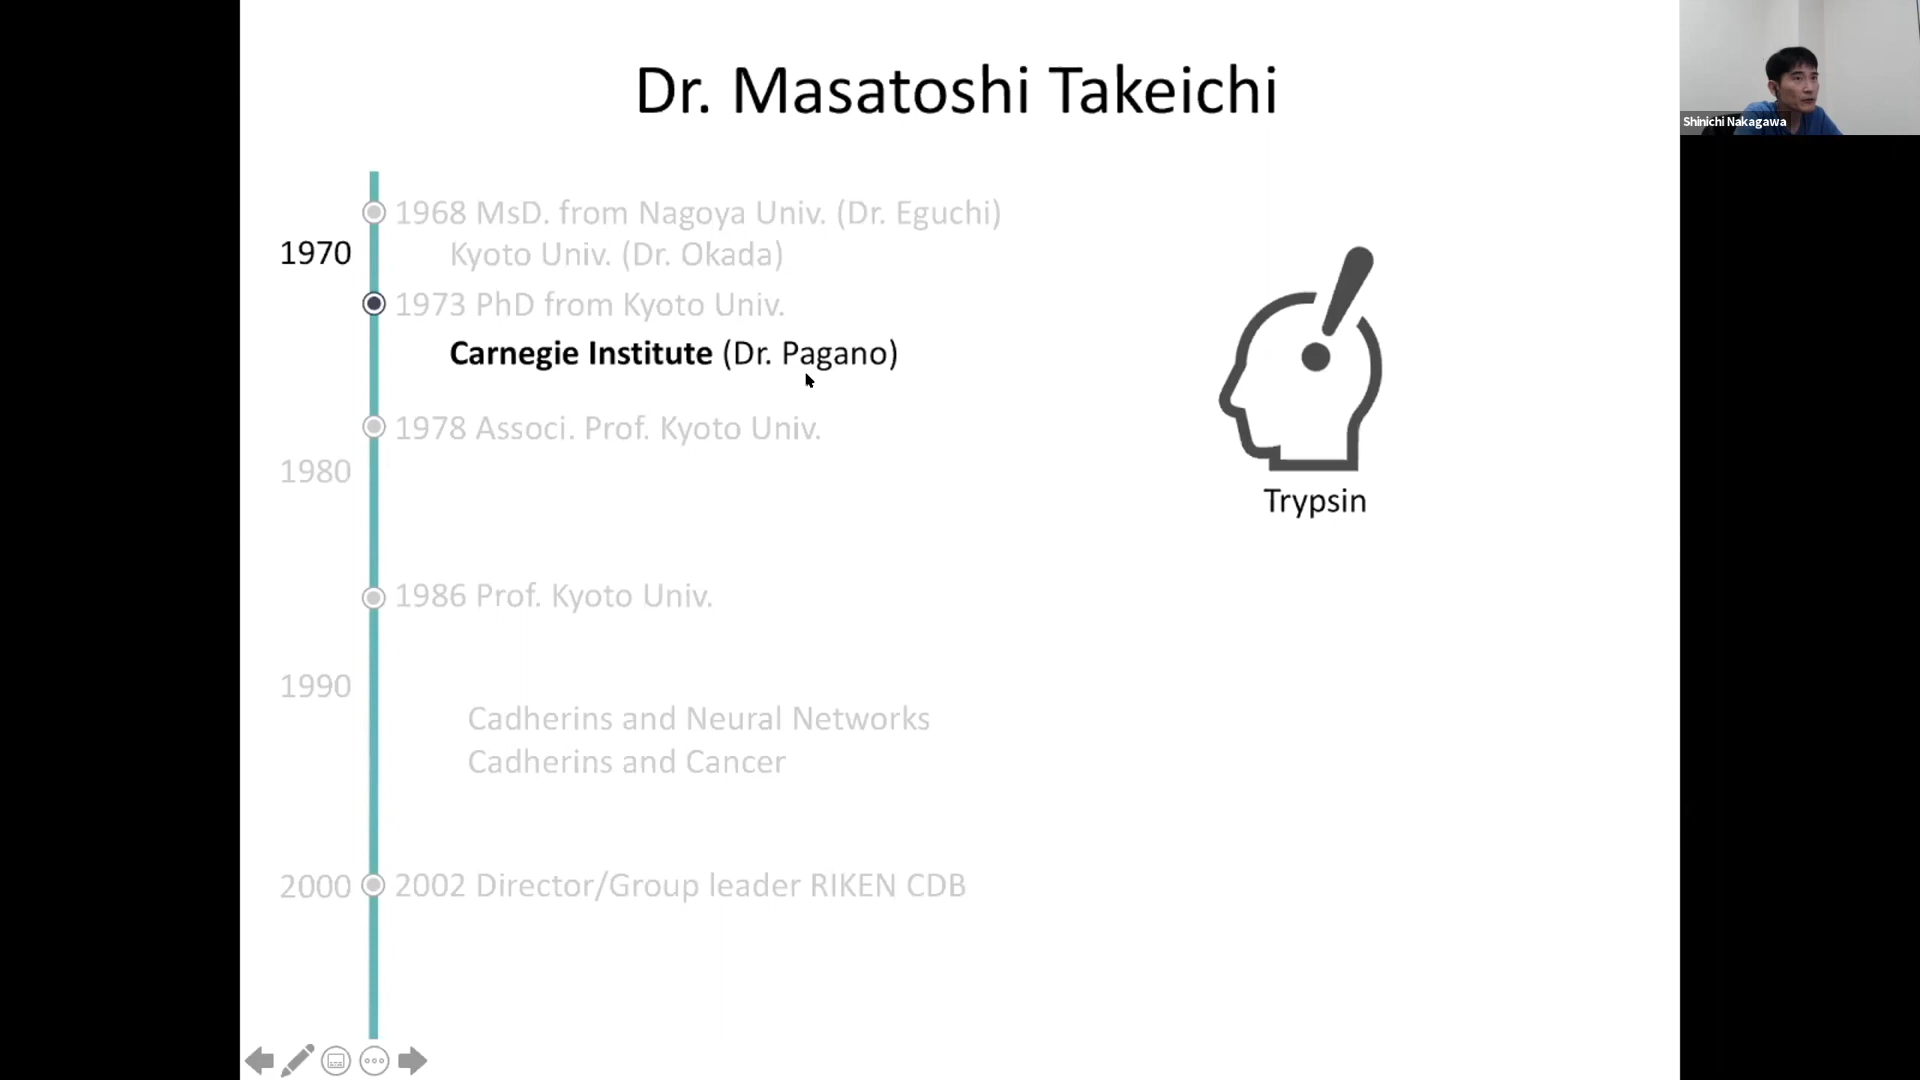 Dr. Masatoshi Takeichi
Shinichi Nakagawa
1968 MsD. from Nagoya Univ. (Dr. Eguchi)
1970
Kyoto Univ. (Dr. Okada)
1973 PhD from Kyoto Univ.
Carnegie Institute (Dr. Pagano)
1978 Associ. Prof. Kyoto Univ.
1980
Trypsin
1986 Prof. Kyoto Univ.
1990
Cadherins and Neural Networks
Cadherins and Cancer
2000
2002 Director/Group leader RIKEN CDB